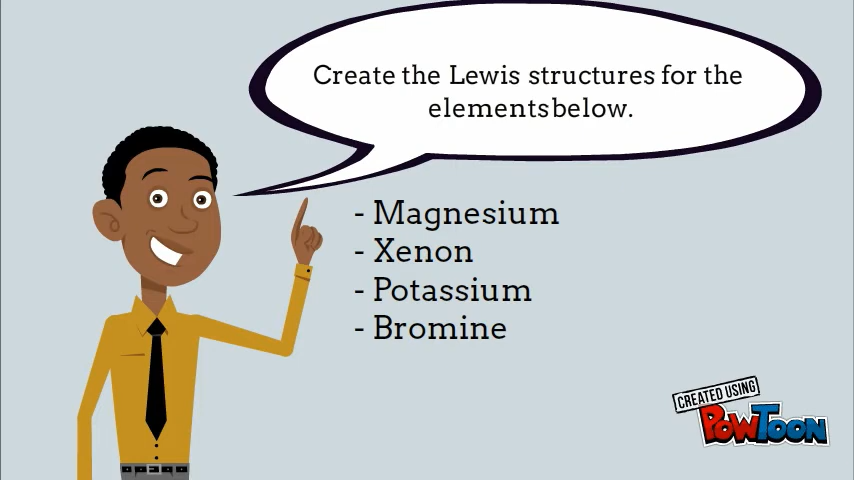 Create the Lewis structures for the
elementsbelow.
- Magnesium
- Xenon
- Potassium
- Bromine
CREATED USING
POWTOON